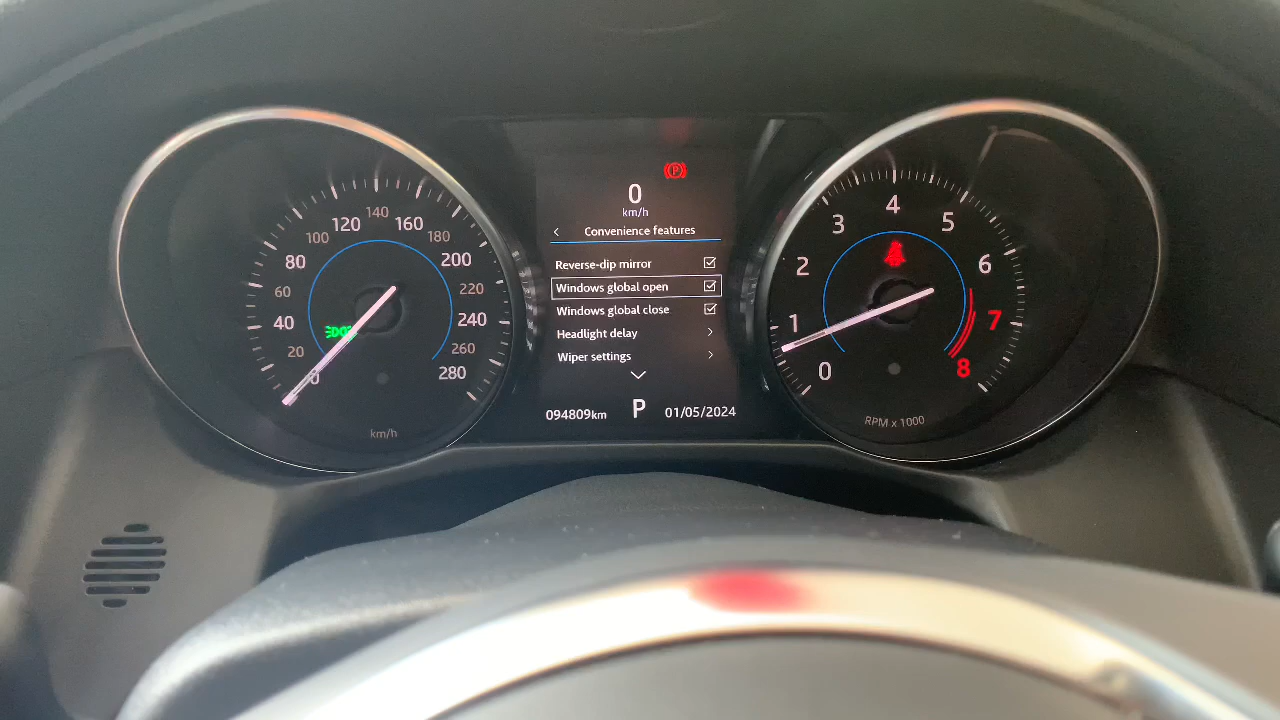 0
20
40
60
80
100
120
140
160
180
200
220
240
260
280
km/h
P
0
km/h
Convenience features
Reverse-dip mirror
Windows global open
Windows global close
Headlight delay
Wiper settings
094809km P 01/05/2024
0
1
2
3
4
5
6
7
8
RPM x 1000